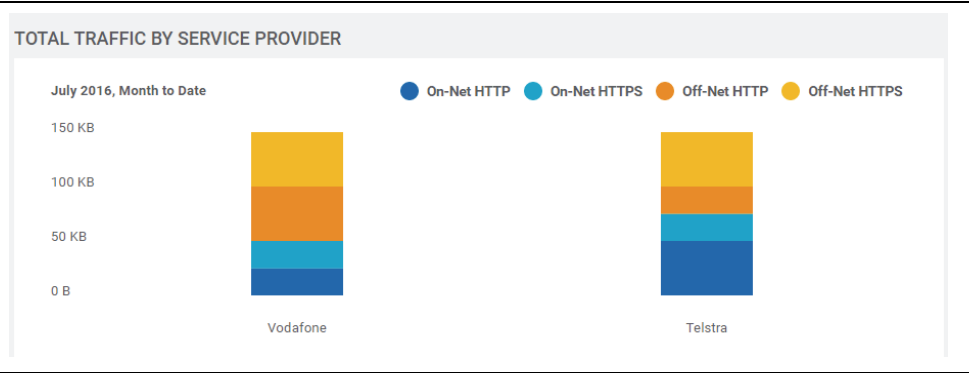 TOTAL TRAFFIC BY SERVICE PROVIDER
July 2016, Month to Date
On-Net HTTP On-Net HTTPS Off-Net HTTP Off-Net HTTPS
150 KB
100 KB
50 KB
0 B
Vodafone Telstra